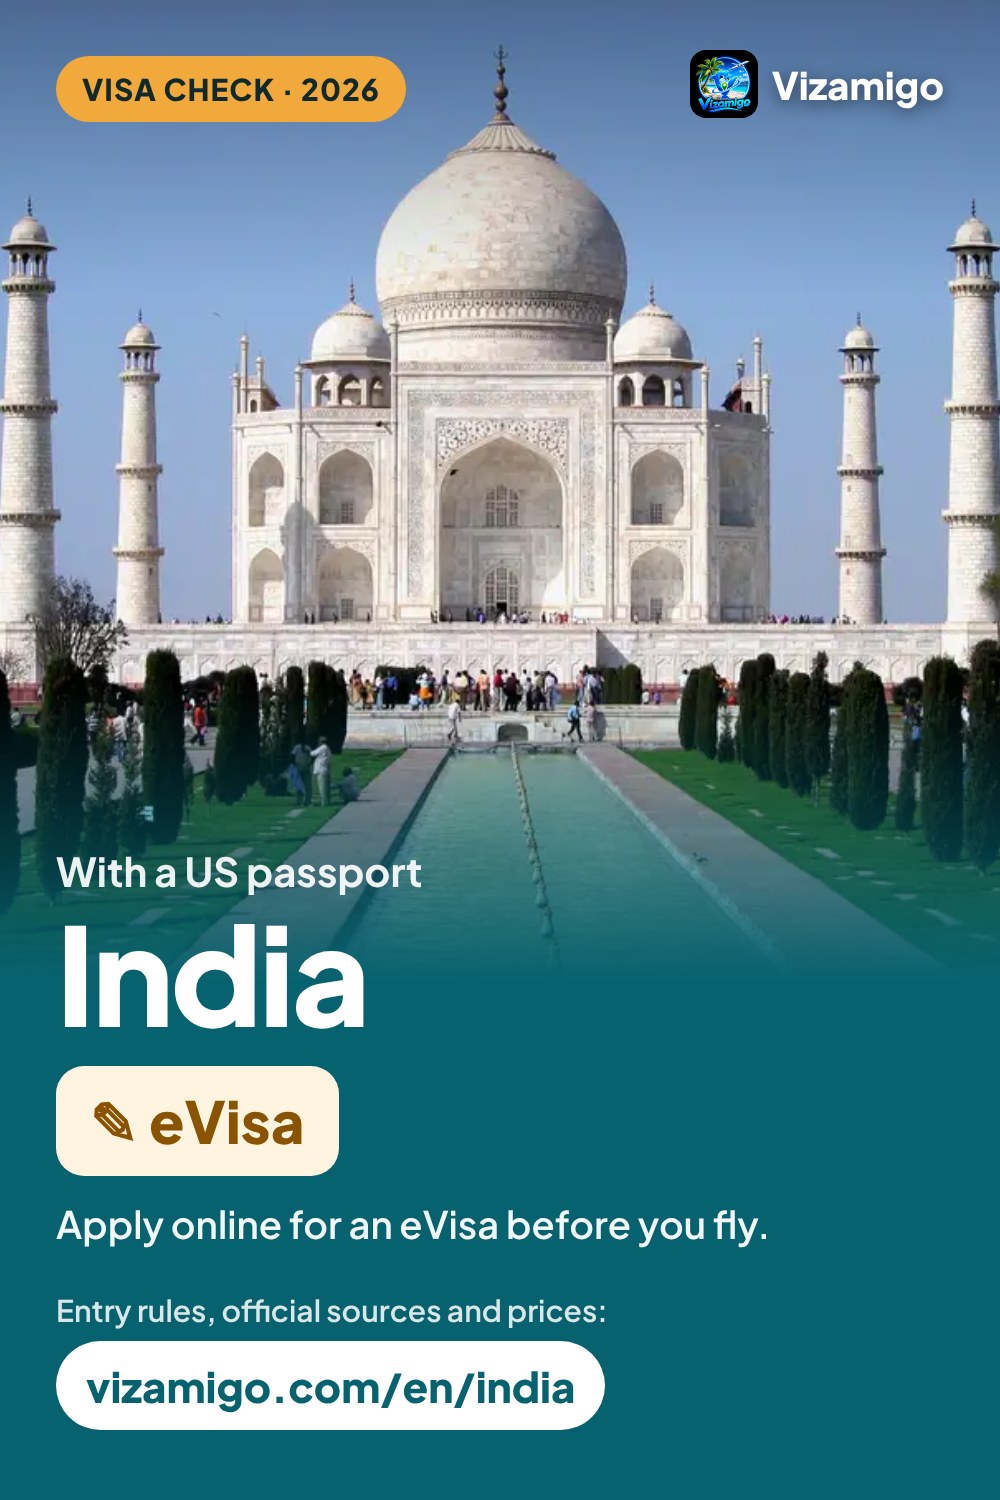 VISA CHECK · 2026
Vizamigo
Vizamigo
With a US passport
India
✎ eVisa
Apply online for an eVisa before you fly.
Entry rules, official sources and prices:
vizamigo.com/en/india